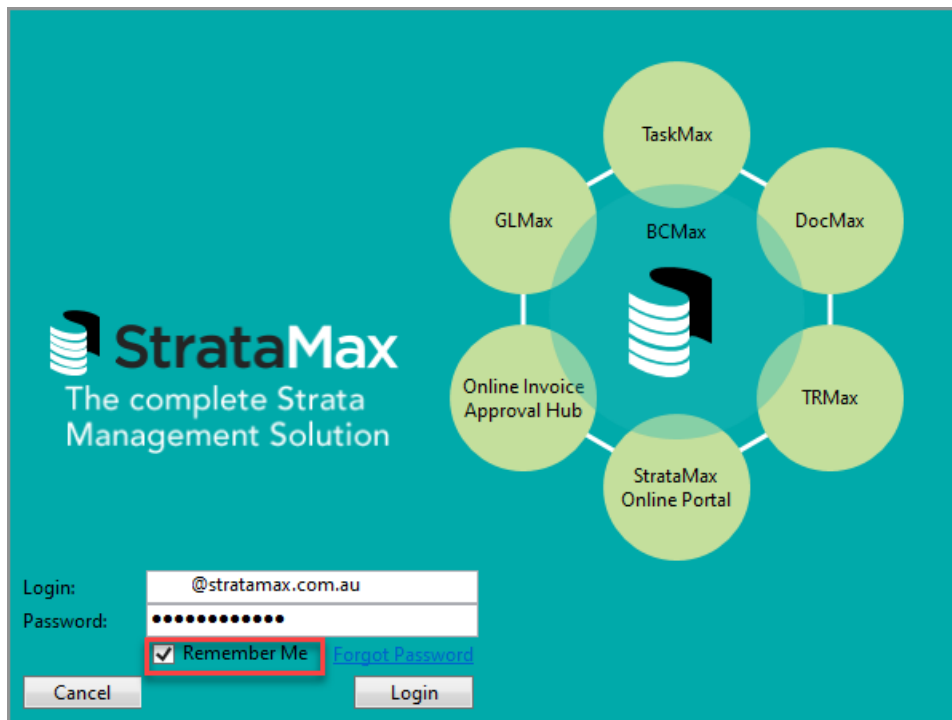 TaskMax
GLMax
DocMax
BCMax
StrataMax
The complete Strata
Management Solution
Online Invoice
Approval Hub
TRMax
StrataMax
Online Portal
Login:
@stratamax.com.au
Password:
••••••••••••
Remember Me
Forgot Password
Cancel
Login